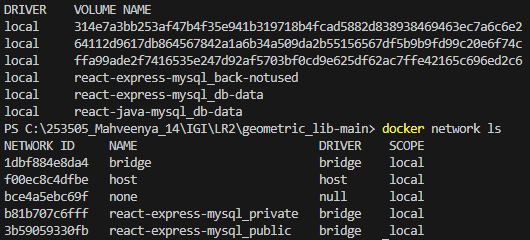 DRIVER    VOLUME NAME
local     314e7a3bb253af47b4f35e941b319718b4fcad5882d838938469463ec7a6c6e2
local     64112d9617db864567842a1a6b34a509da2b55156567df5b9b9fd99c20e6f74c
local     ffa99ade2f7416535e247d92af5703bf0cd9e625df62ac7ffe42165c696ed2c6
local     react-express-mysql_back-notused
local     react-express-mysql_db-data
local     react-java-mysql_db-data
PS C:\253505_Mahveenya_14\IGI\LR2\geometric_lib-main> docker network ls
NETWORK ID     NAME                          DRIVER    SCOPE
1dbf884e8da4   bridge                        bridge    local
f00ec8c4dfbe   host                          host      local
bce4a5ebc69f   none                          null      local
b81b707c6fff   react-express-mysql_private   bridge    local
3b59059330fb   react-express-mysql_public    bridge    local